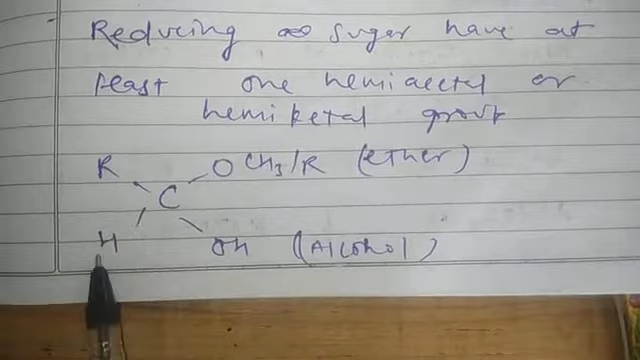 Reducing sugar have at
least one hemiacetal or
hemiketal group
R OCH3/R (ether)
C
H OH (Alcohol)